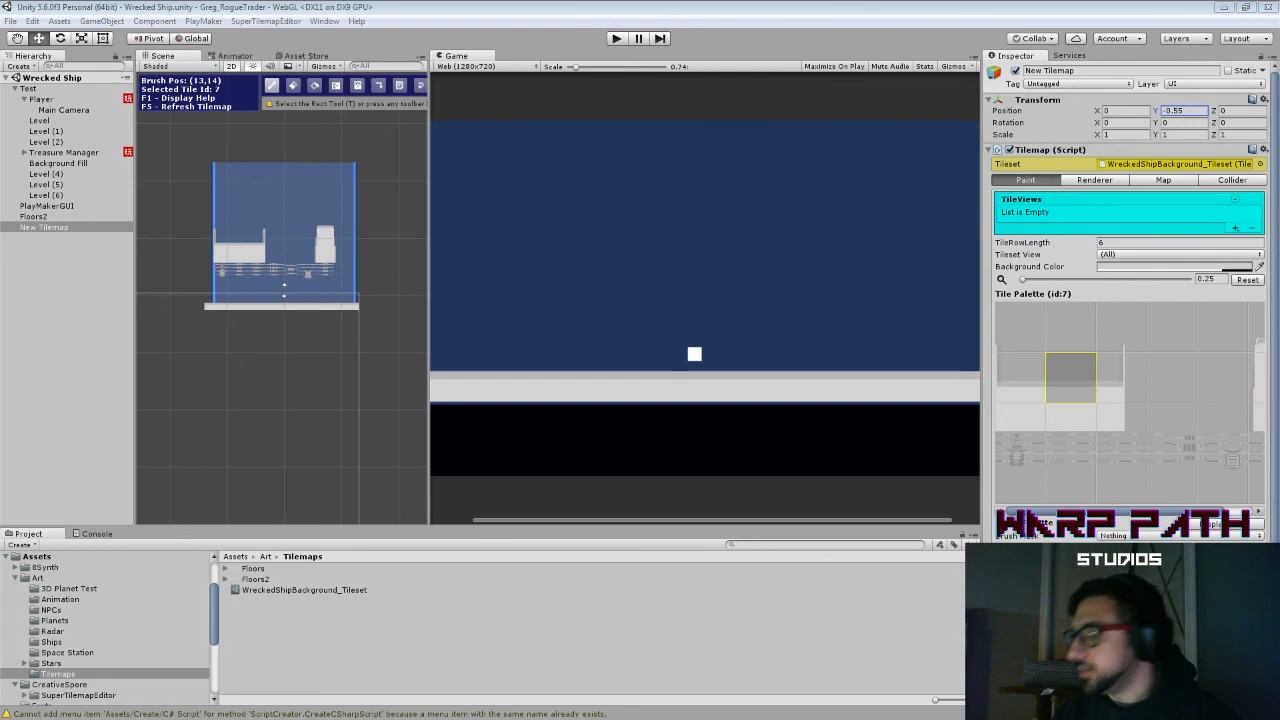 Unity 5.6.0f3 Personal (64bit) - Wrecked Ship.unity - Greg_RogueTrader - WebGL <DX11 on DX9 GPU>
File Edit Assets GameObject Component PlayMaker SuperTilemapEditor Window Help
Pivot Global Collab Account Layers Layout
Hierarchy
Create All
Wrecked Ship
Test
Player
Main Camera
Level
Level (1)
Level (2)
Treasure Manager
Background Fill
Level (4)
Level (5)
Level (6)
PlayMakerGUI
Floors2
New Tilemap
Scene Animator Asset Store
Shaded 2D Gizmos All
Brush Pos: (13,14)
Selected Tile Id: 7
F1 - Display Help
F5 - Refresh Tilemap
Select the Rect Tool (T) or press any toolbar
Game
Web (1280x720) Scale 0.74: Maximize On Play Mute Audio Stats Gizmos
Inspector Services
New Tilemap Static
Tag Untagged Layer UI
Transform
Position X 0 Y -0.55 Z 0
Rotation X 0 Y 0 Z 0
Scale X 1 Y 1 Z 1
Tilemap (Script)
Tileset WreckedShipBackground_Tileset (Tile
Paint Renderer Map Collider
TileViews
List is Empty
TileRowLength 6
Tileset View (All)
Background Color
0.25 Reset
Tile Palette (id:7)
Nothing
WARP PATH
STUDIOS
Project Console
Create
Assets
8Synth
Art
3D Planet Test
Animation
NPCs
Planets
Radar
Ships
Space Station
Stars
Tilemaps
CreativeSpore
SuperTilemapEditor
Assets Art Tilemaps
Floors
Floors2
WreckedShipBackground_Tileset
Cannot add menu item 'Assets/Create/C# Script' for method 'ScriptCreator.CreateCSharpScript' because a menu item with the same name already exists.